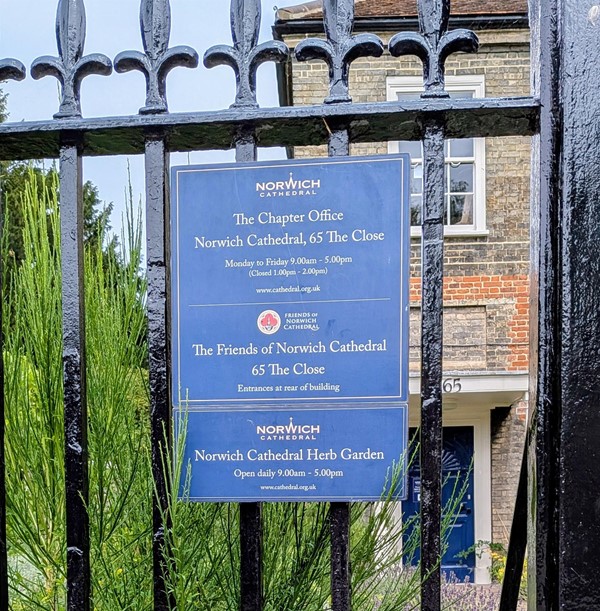 NORWICH
CATHEDRAL
The Chapter Office
Norwich Cathedral, 65 The Close
Monday to Friday 9.00am - 5.00pm
(Closed 1.00pm - 2.00pm)
www.cathedral.org.uk
FRIENDS OF
NORWICH
CATHEDRAL
The Friends of Norwich Cathedral
65 The Close
Entrances at rear of building
65
NORWICH
CATHEDRAL
Norwich Cathedral Herb Garden
Open daily 9.00am - 5.00pm
www.cathedral.org.uk